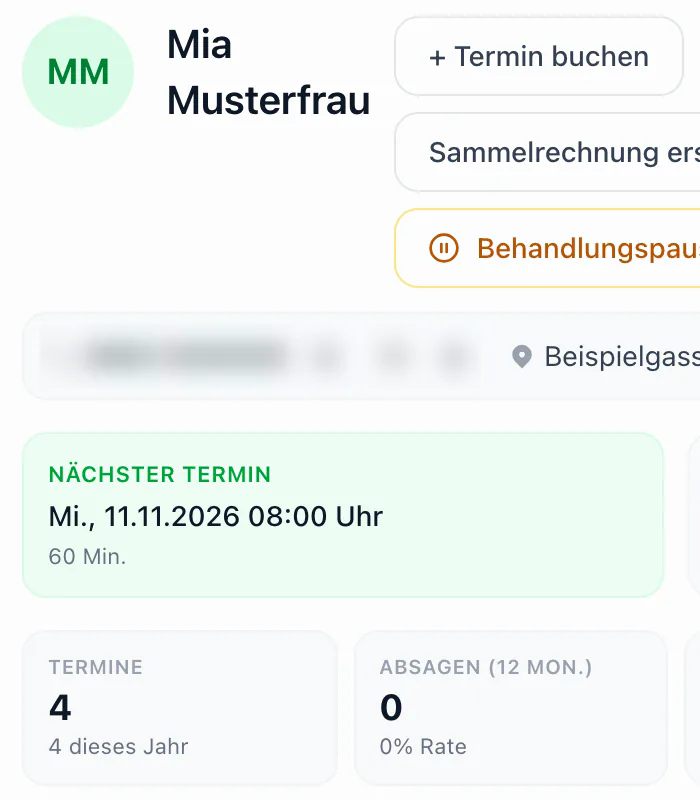 MM
Mia
Musterfrau
+ Termin buchen
Sammelrechnung ers
Behandlungspaus
Beispielgass
NÄCHSTER TERMIN
Mi., 11.11.2026 08:00 Uhr
60 Min.
TERMINE
4
4 dieses Jahr
ABSAGEN (12 MON.)
0
0% Rate